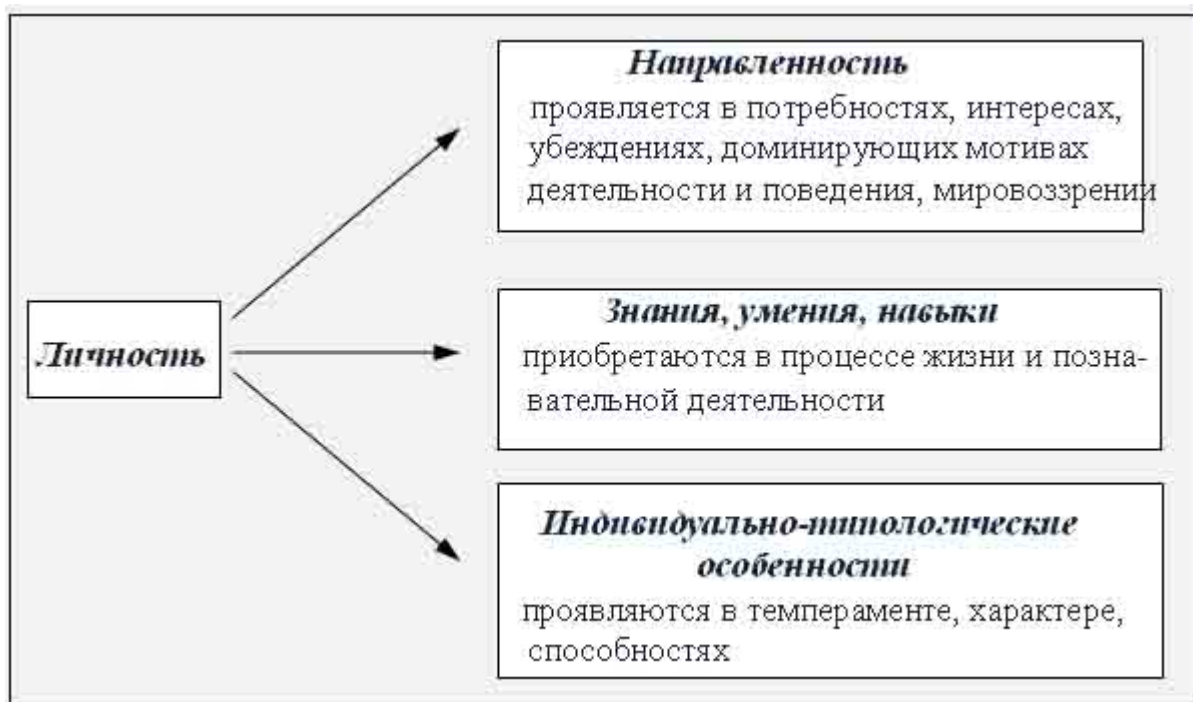 Направленность
проявляется в потребностях, интересах,
убеждениях, доминирующих мотивах
деятельности и поведения, мировоззрении
Личность
Знания, умения, навыки
приобретаются в процессе жизни и позна-
вательной деятельности
Индивидуально-типологические
особенности
проявляются в темпераменте, характере,
способностях